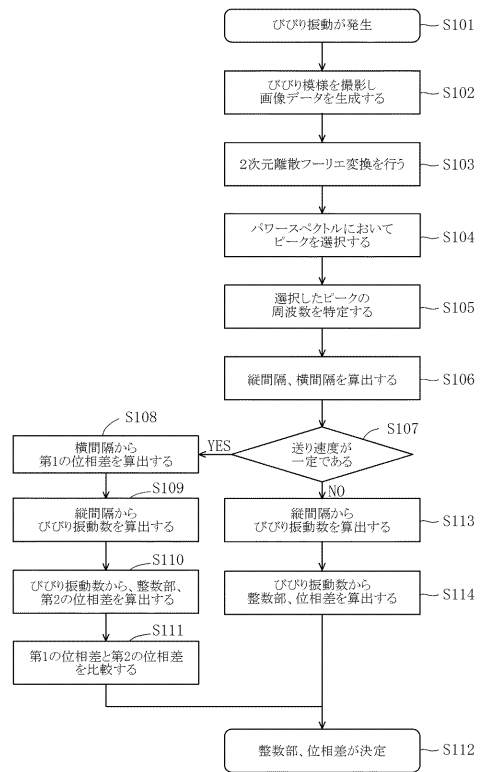 びびり振動が発生
S101
びびり模様を撮影し
画像データを生成する
S102
2次元離散フーリエ変換を行う
S103
パワースペクトルにおいて
ピークを選択する
S104
選択したピークの
周波数を特定する
S105
縦間隔、横間隔を算出する
S106
送り速度が
一定である
S107
YES
NO
S108
横間隔から
第1の位相差を算出する
S109
縦間隔から
びびり振動数を算出する
S110
びびり振動数から、整数部、
第2の位相差を算出する
S111
第1の位相差と第2の位相差
を比較する
縦間隔から
びびり振動数を算出する
S113
びびり振動数から
整数部、位相差を算出する
S114
整数部、位相差が決定
S112